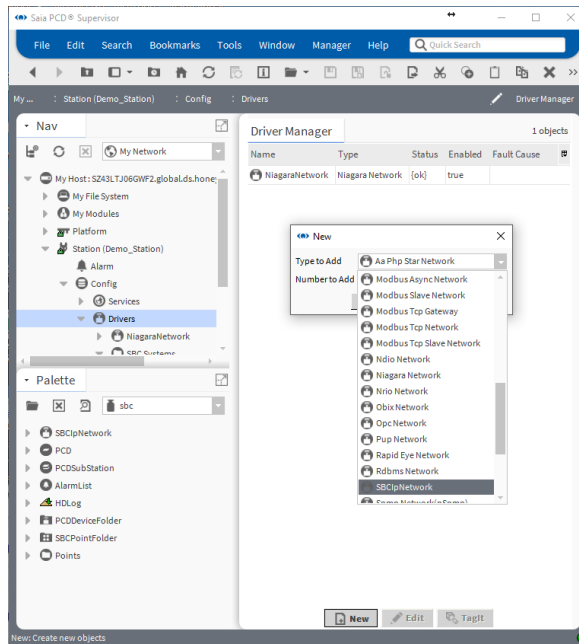 Saia PCD® Supervisor
File Edit Search Bookmarks Tools Window Manager Help Quick Search
My... : Station (Demo_Station) : Config : Drivers Driver Manager
Nav
My Network
My Host : SZ43LTJ06GWF2.global.ds.hone
My File System
My Modules
Platform
Station (Demo_Station)
Alarm
Config
Services
Drivers
NiagaraNetwork
SBC Systems
Palette
sbc
SBCIpNetwork
PCD
PCDSubStation
AlarmList
HDLog
PCDDeviceFolder
SBCPointFolder
Points
Driver Manager 1 objects
Name Type Status Enabled Fault Cause
NiagaraNetwork Niagara Network {ok} true
New
Type to Add Aa Php Star Network
Number to Add
Modbus Async Network
Modbus Slave Network
Modbus Tcp Gateway
Modbus Tcp Network
Modbus Tcp Slave Network
Ndio Network
Niagara Network
Nrio Network
Obix Network
Opc Network
Pup Network
Rapid Eye Network
Rdbms Network
SBCIpNetwork
New Edit TagIt
New: Create new objects